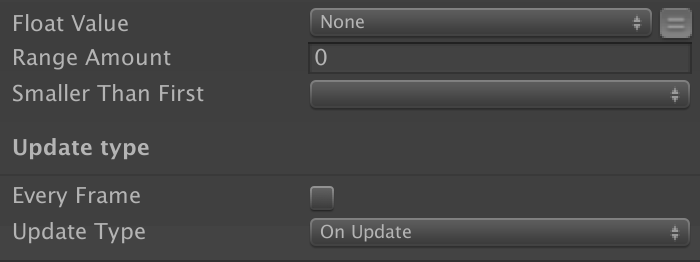 Float Value None =
Range Amount 0
Smaller Than First
Update type
Every Frame
Update Type On Update